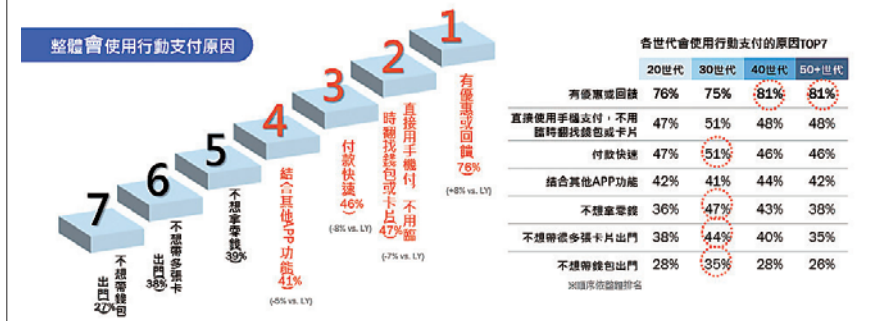 整體會使用行動支付原因
1
有優惠或回饋
76%
(+8% vs. LY)
2
直接用手機付，不用臨
時翻找錢包或卡片
47%
(-7% vs. LY)
3
付款快速
46%
(-8% vs. LY)
4
結合其他APP功能
41%
(-5% vs. LY)
5
不想拿零錢
39%
6
不想帶多張卡
出門
38%
7
不想帶錢包
出門
27%
各世代會使用行動支付的原因TOP7
20世代 30世代 40世代 50+世代
有優惠或回饋 76% 75% 81% 81%
直接使用手機支付，不用
臨時翻找錢包或卡片 47% 51% 48% 48%
付款快速 47% 51% 46% 46%
結合其他APP功能 42% 41% 44% 42%
不想拿零錢 36% 47% 43% 38%
不想帶很多張卡片出門 38% 44% 40% 35%
不想帶錢包出門 28% 35% 28% 26%
※順序依整體排名